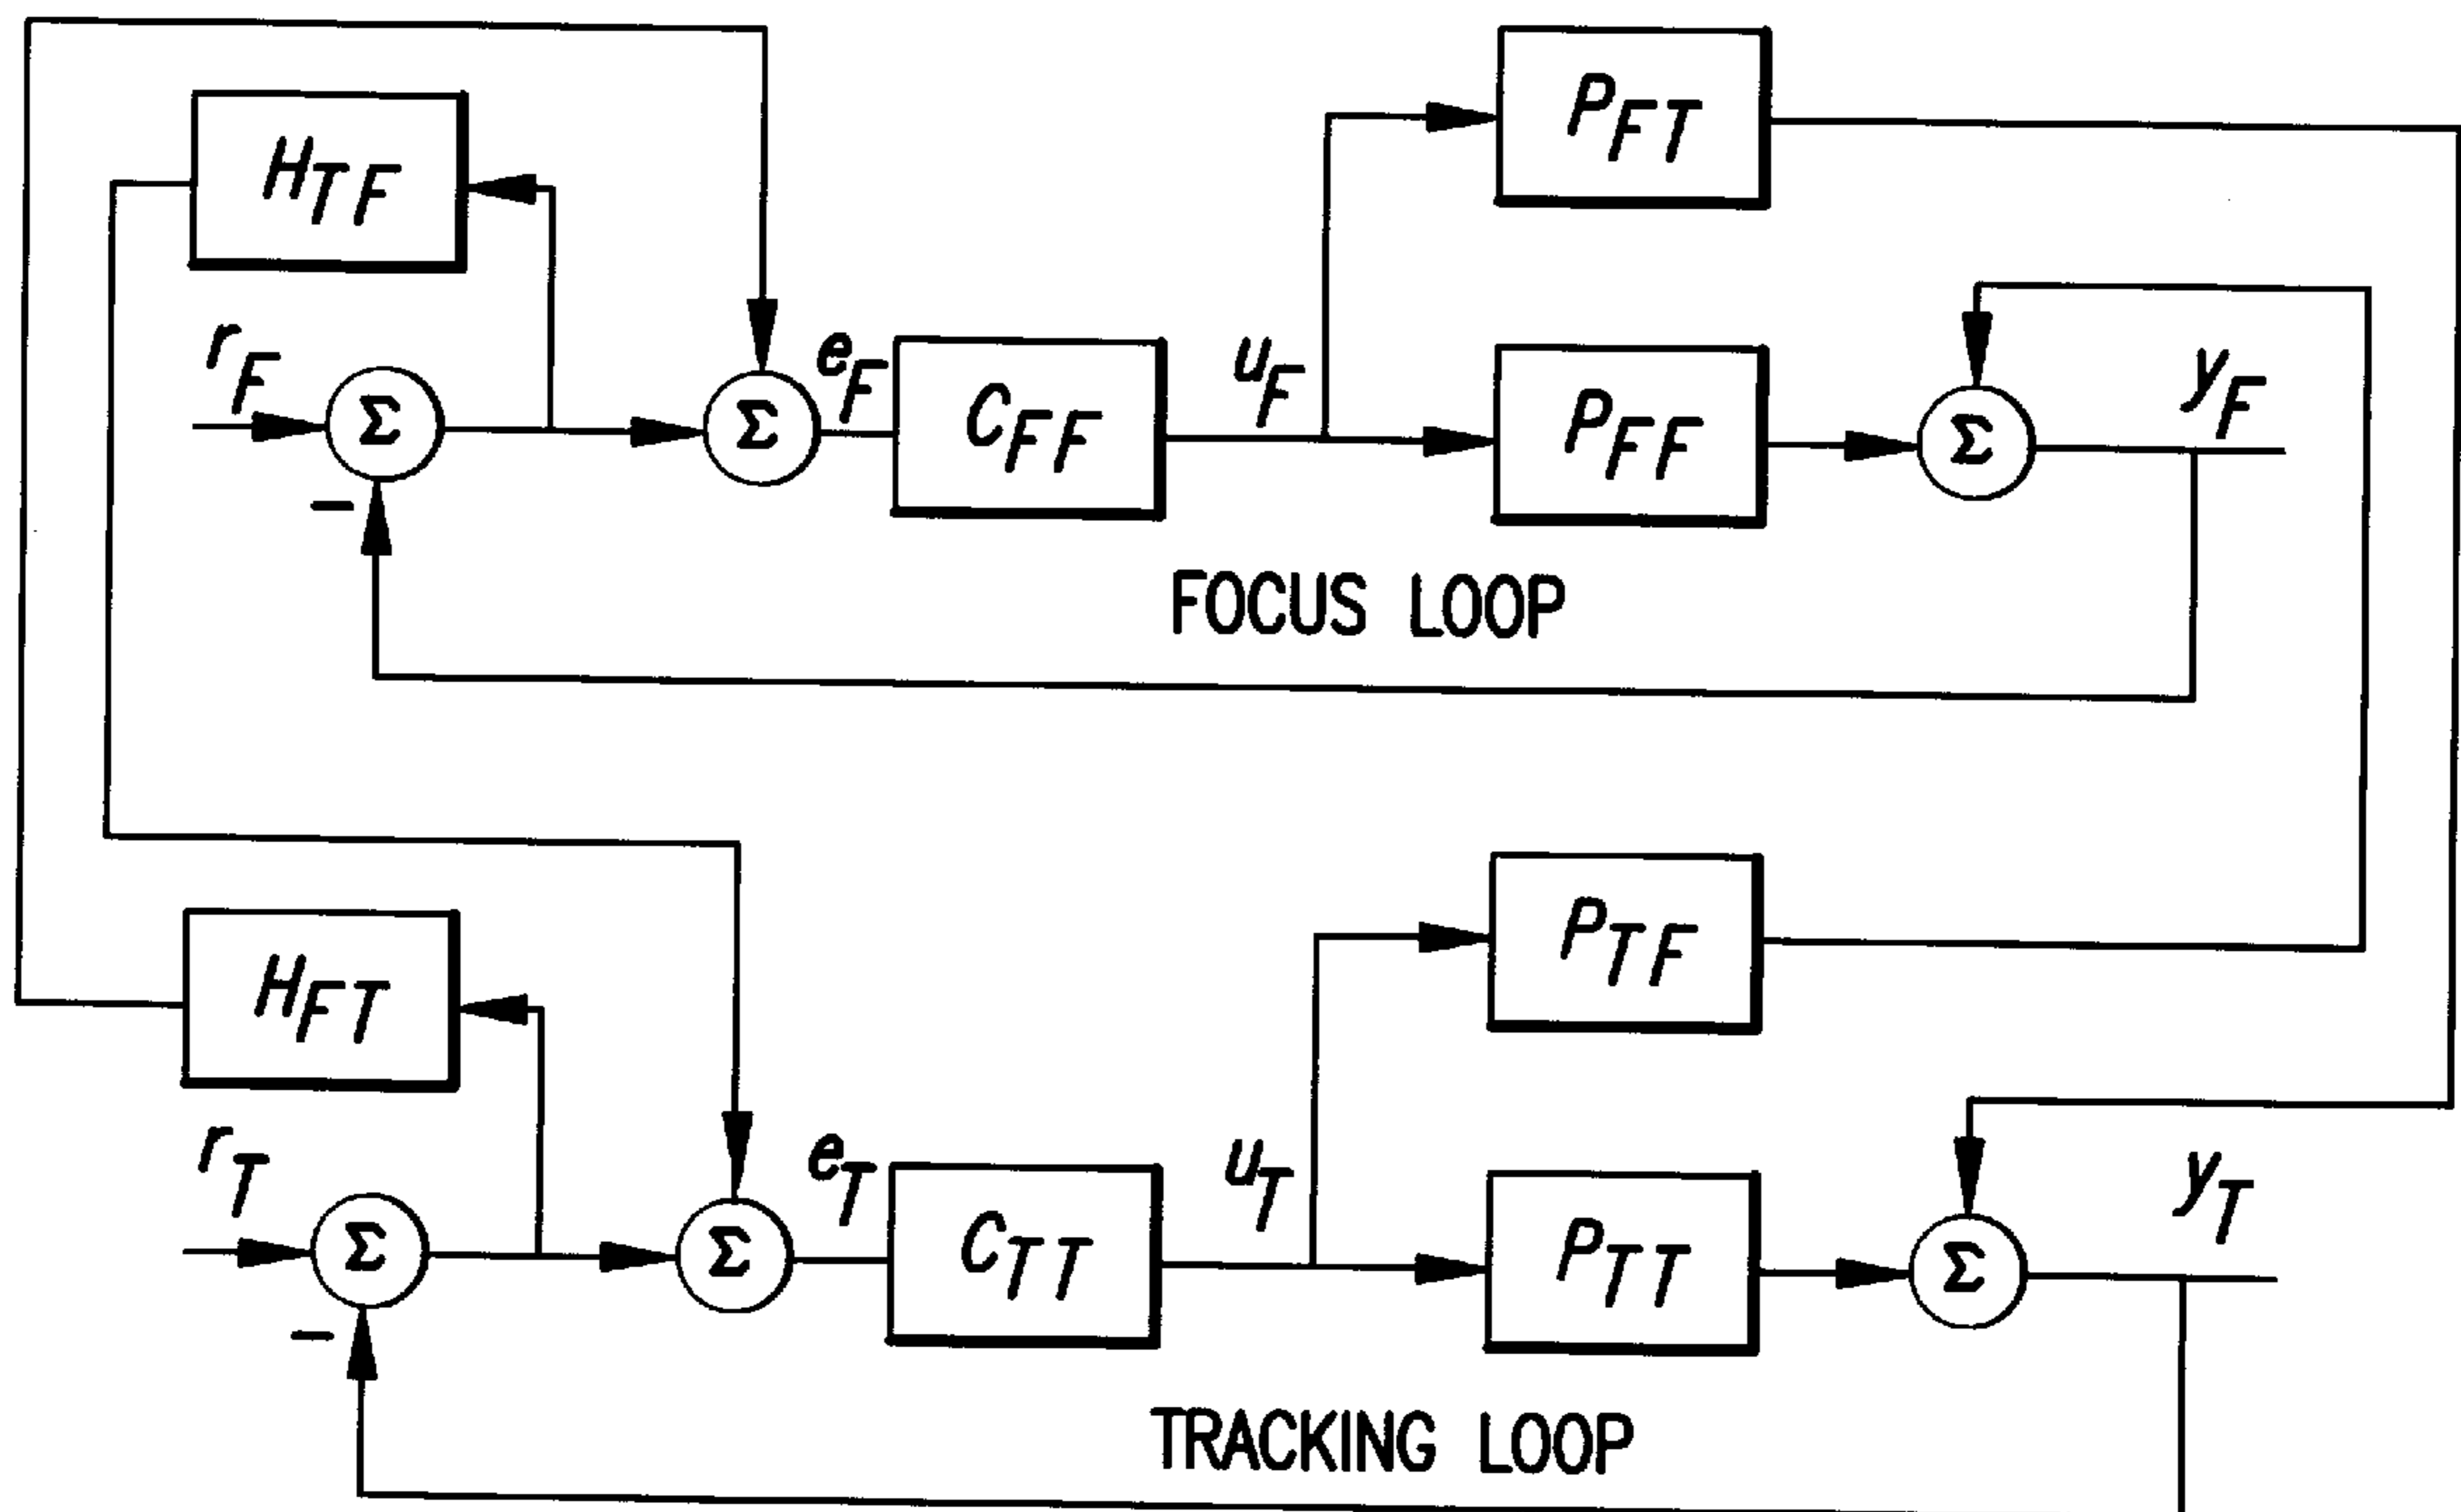 P_FT
H_TF
r_F
Σ
Σ
e_F
C_FF
u_F
P_FF
Σ
y_F
−
FOCUS LOOP
P_TF
H_FT
r_T
Σ
Σ
e_T
C_TT
u_T
P_TT
Σ
y_T
−
TRACKING LOOP